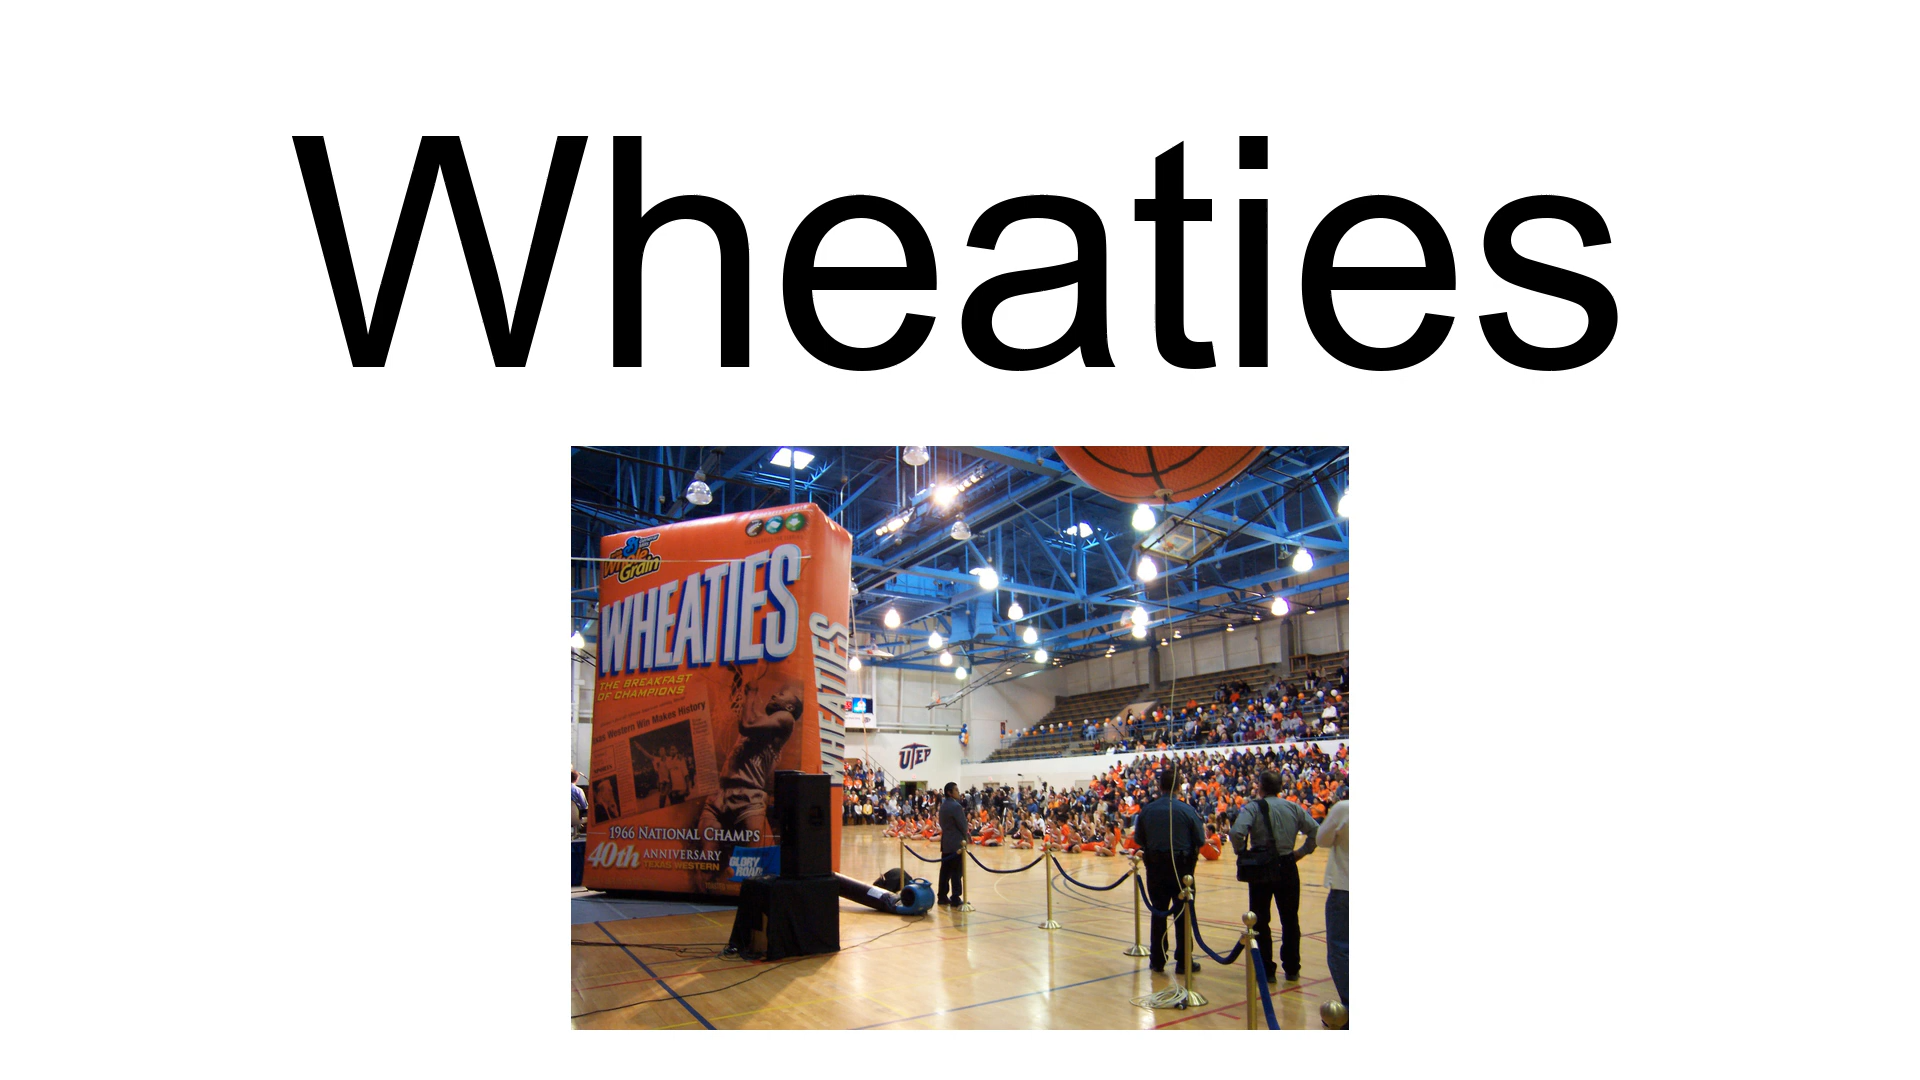 Wheaties
Whole
Grain
WHEATIES
WHEATIES
THE BREAKFAST
OF CHAMPIONS
Western Win Makes History
UTEP
1966 NATIONAL CHAMPS
40th ANNIVERSARY
TEXAS WESTERN
GLORY
ROAD